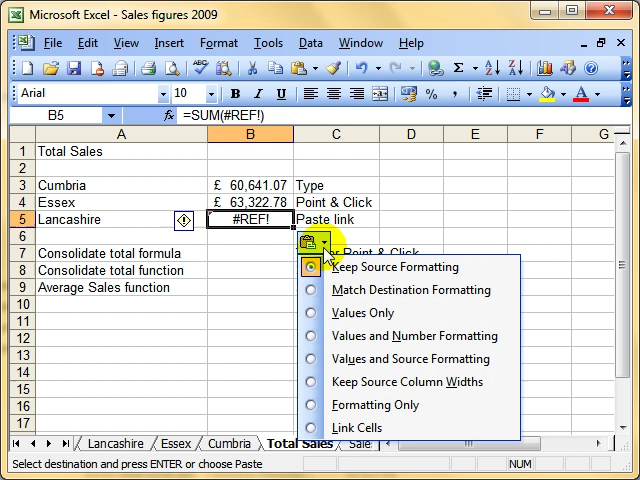 Microsoft Excel - Sales figures 2009
File Edit View Insert Format Tools Data Window Help
Arial 10 B I U % ,
B5 =SUM(#REF!)
A B C D E F G
1 Total Sales
2
3 Cumbria £ 60,641.07 Type
4 Essex £ 63,322.78 Point & Click
5 Lancashire #REF! Paste link
6
7 Consolidate total formula Point & Click
8 Consolidate total function
9 Average Sales function
10
11
12
13
14
15
16
17
Keep Source Formatting
Match Destination Formatting
Values Only
Values and Number Formatting
Values and Source Formatting
Keep Source Column Widths
Formatting Only
Link Cells
Lancashire Essex Cumbria Total Sales Sale
Select destination and press ENTER or choose Paste NUM